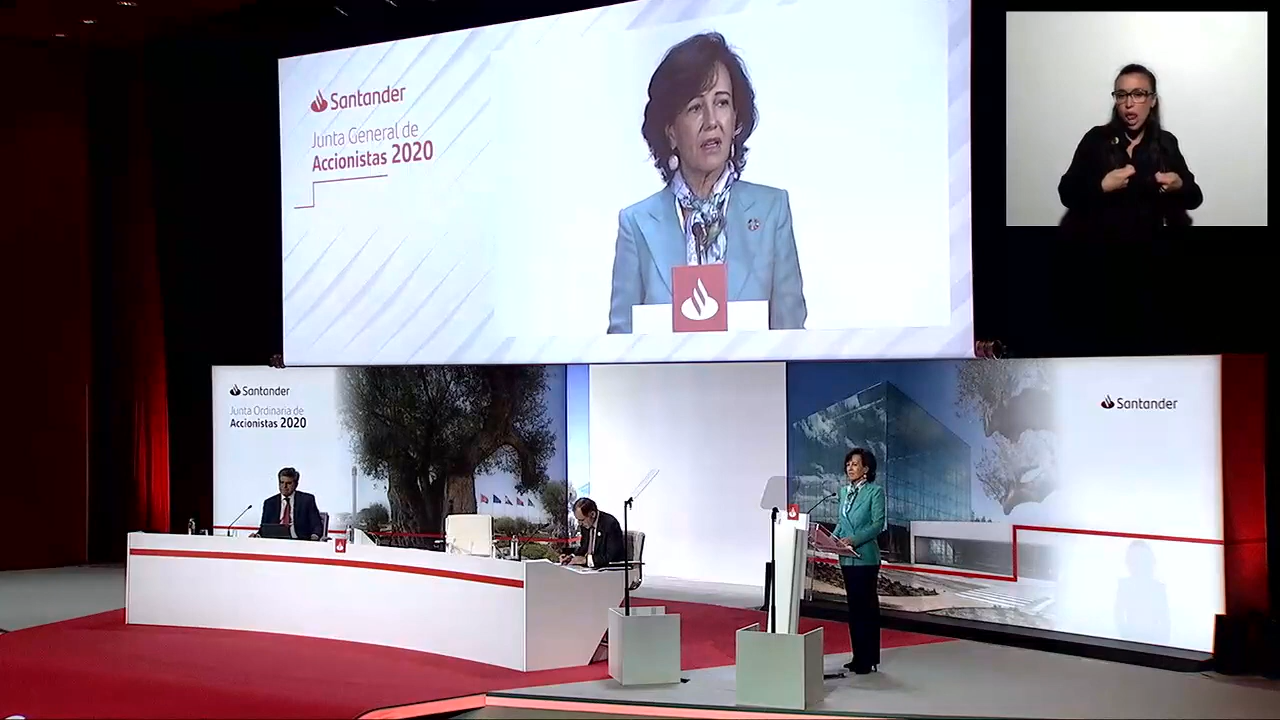 Santander
Junta General de
Accionistas 2020
Santander
Junta Ordinaria de
Accionistas 2020
Santander